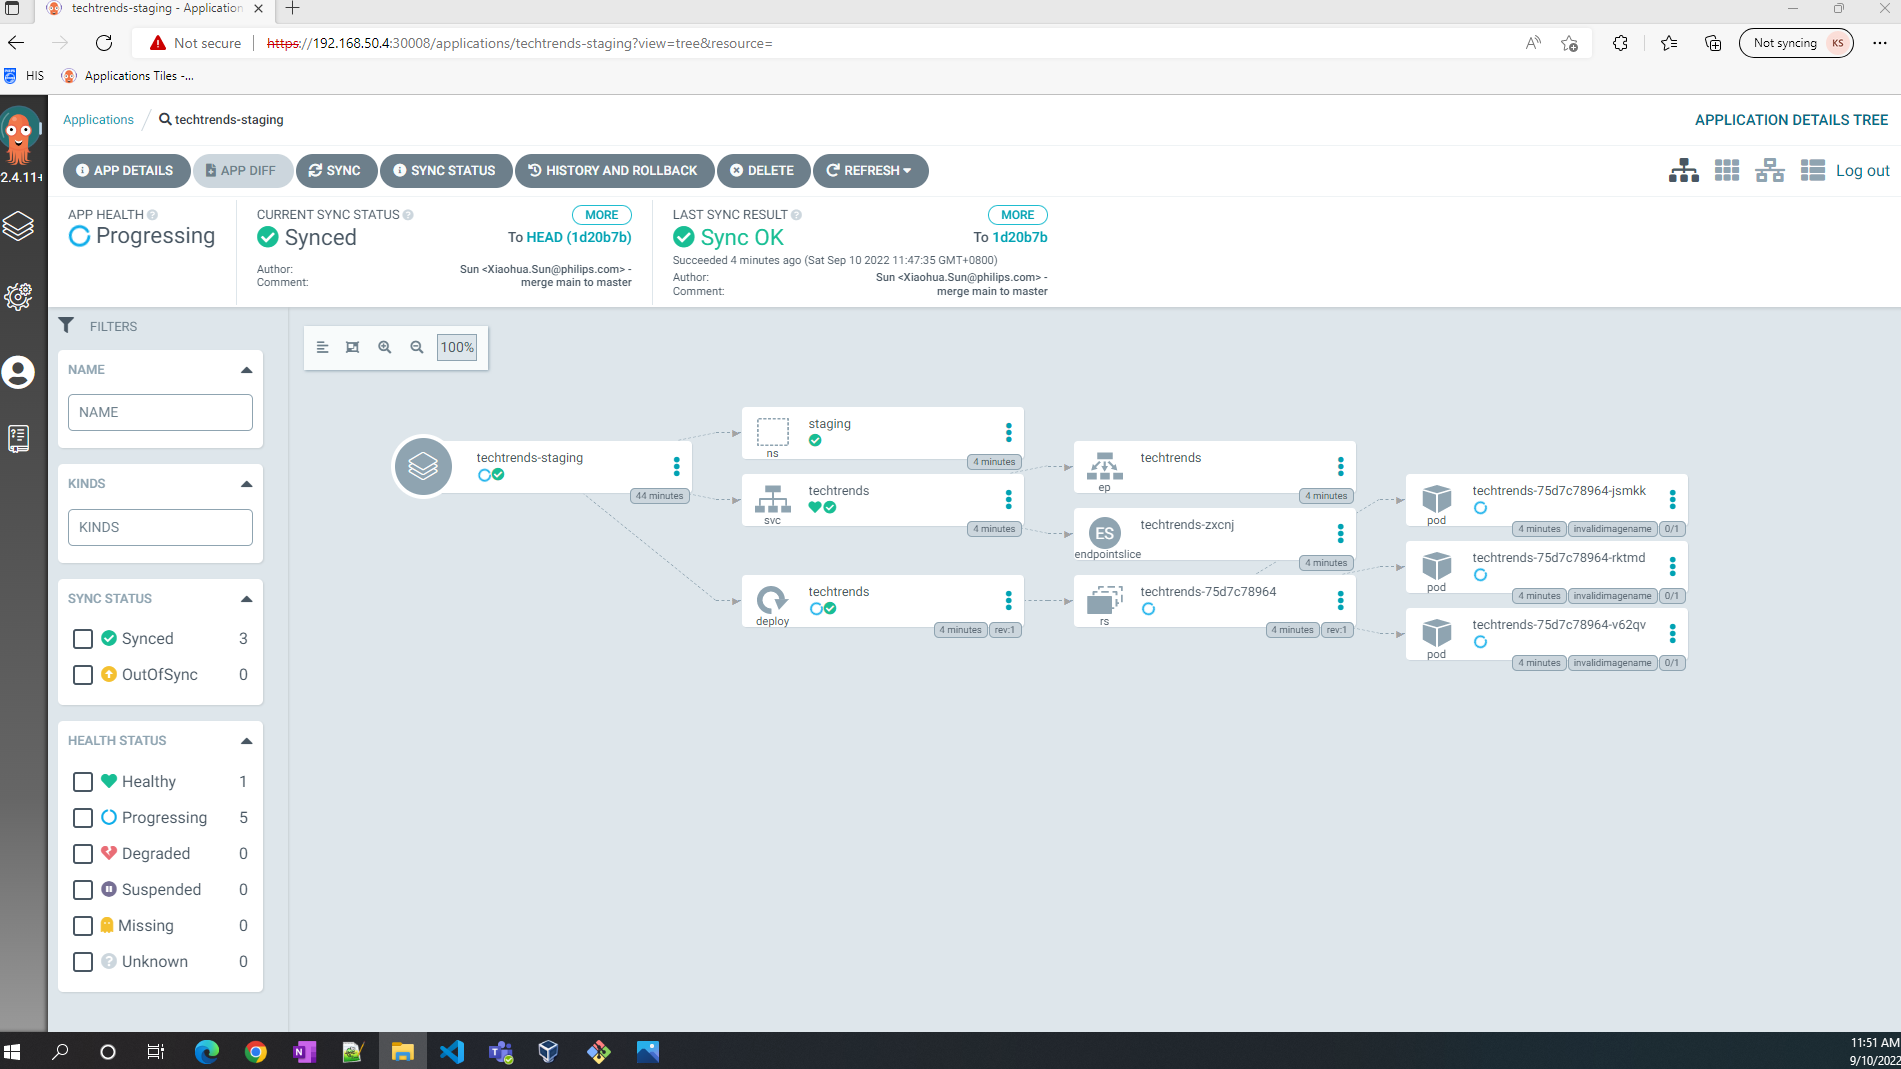 techtrends-staging - Application
Not secure
https://192.168.50.4:30008/applications/techtrends-staging?view=tree&resource=
Not syncing
KS
HIS
Applications Tiles -...
2.4.11+
Applications
techtrends-staging
APPLICATION DETAILS TREE
APP DETAILS
APP DIFF
SYNC
SYNC STATUS
HISTORY AND ROLLBACK
DELETE
REFRESH
Log out
APP HEALTH
Progressing
CURRENT SYNC STATUS
MORE
Synced
To HEAD (1d20b7b)
Author:
Sun <Xiaohua.Sun@philips.com> -
Comment:
merge main to master
LAST SYNC RESULT
MORE
Sync OK
To 1d20b7b
Succeeded 4 minutes ago (Sat Sep 10 2022 11:47:35 GMT+0800)
Author:
Sun <Xiaohua.Sun@philips.com> -
Comment:
merge main to master
FILTERS
NAME
NAME
KINDS
KINDS
SYNC STATUS
Synced 3
OutOfSync 0
HEALTH STATUS
Healthy 1
Progressing 5
Degraded 0
Suspended 0
Missing 0
Unknown 0
100%
techtrends-staging
44 minutes
staging
ns
4 minutes
techtrends
svc
4 minutes
techtrends
deploy
4 minutes rev:1
techtrends
ep
4 minutes
ES
techtrends-zxcnj
endpointslice
4 minutes
techtrends-75d7c78964
rs
4 minutes rev:1
techtrends-75d7c78964-jsmkk
pod
4 minutes invalidimagename 0/1
techtrends-75d7c78964-rktmd
pod
4 minutes invalidimagename 0/1
techtrends-75d7c78964-v62qv
pod
4 minutes invalidimagename 0/1
11:51 AM
9/10/2022